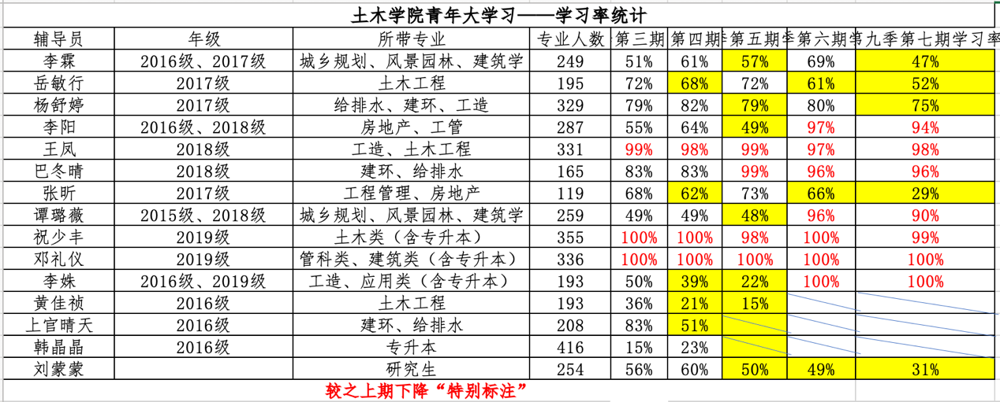 土木学院青年大学习——学习率统计
辅导员 年级 所带专业 专业人数 第三期 第四期 第五期 第六期 第九季第七期学习率
李霖 2016级、2017级 城乡规划、风景园林、建筑学 249 51% 61% 57% 69% 47%
岳敏行 2017级 土木工程 195 72% 68% 72% 61% 52%
杨舒婷 2017级 给排水、建环、工造 329 79% 82% 79% 80% 75%
李阳 2016级、2018级 房地产、工管 287 55% 64% 49% 97% 94%
王凤 2018级 工造、土木工程 331 99% 98% 99% 97% 98%
巴冬晴 2018级 建环、给排水 165 83% 83% 99% 96% 96%
张昕 2017级 工程管理、房地产 119 68% 62% 73% 66% 29%
谭璐薇 2015级、2018级 城乡规划、风景园林、建筑学 259 49% 49% 48% 96% 90%
祝少丰 2019级 土木类（含专升本） 355 100% 100% 98% 100% 99%
邓礼仪 2019级 管科类、建筑类（含专升本） 336 100% 100% 100% 100% 100%
李姝 2016级、2019级 工造、应用类（含专升本） 193 50% 39% 22% 100% 100%
黄佳祯 2016级 土木工程 193 36% 21% 15%
上官晴天 2016级 建环、给排水 208 83% 51%
韩晶晶 2016级 专升本 416 15% 23%
刘蒙蒙 研究生 254 56% 60% 50% 49% 31%
较之上期下降“特别标注”